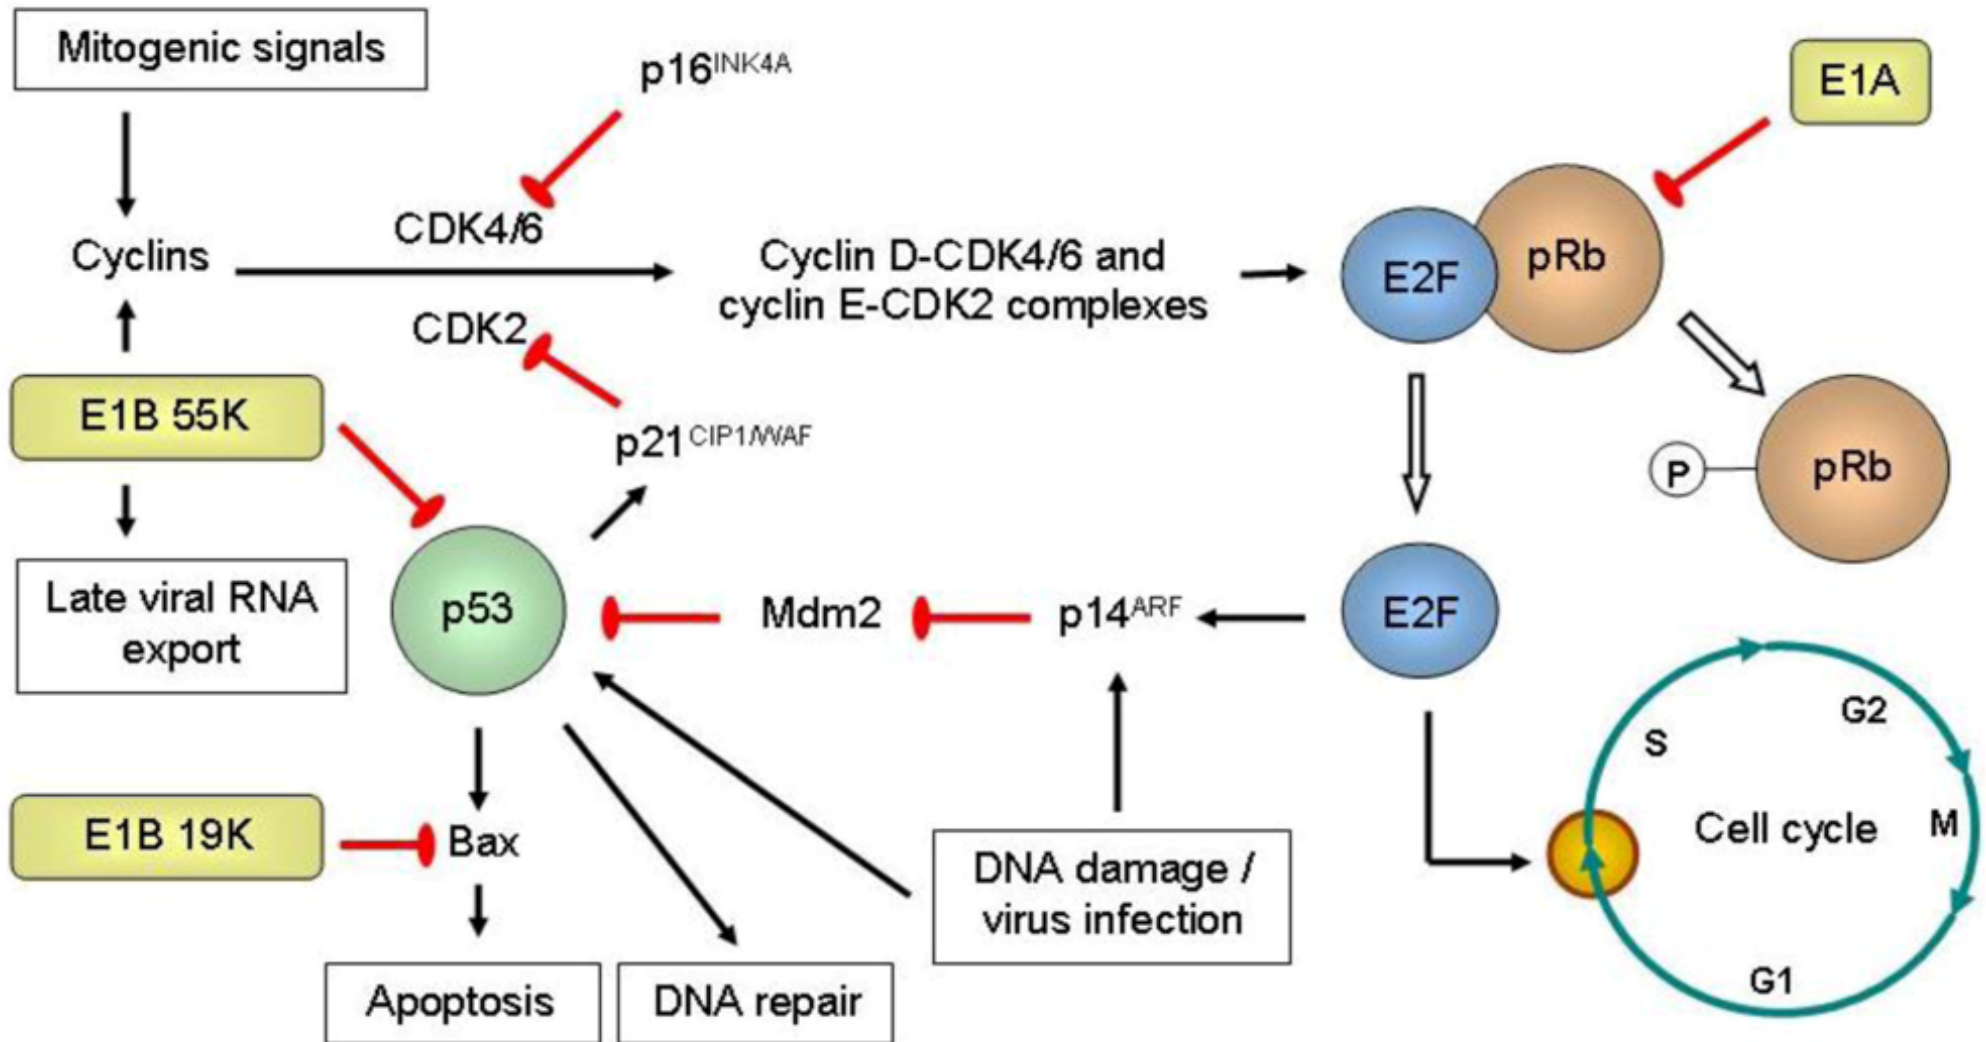 Mitogenic signals
p16INK4A
E1A
CDK4/6
Cyclins
Cyclin D-CDK4/6 and
cyclin E-CDK2 complexes
E2F
pRb
CDK2
E1B 55K
p21CIP1/WAF
P
pRb
Late viral RNA
export
p53
Mdm2
p14ARF
E2F
S
G2
E1B 19K
Bax
DNA damage /
virus infection
Cell cycle
M
G1
Apoptosis
DNA repair